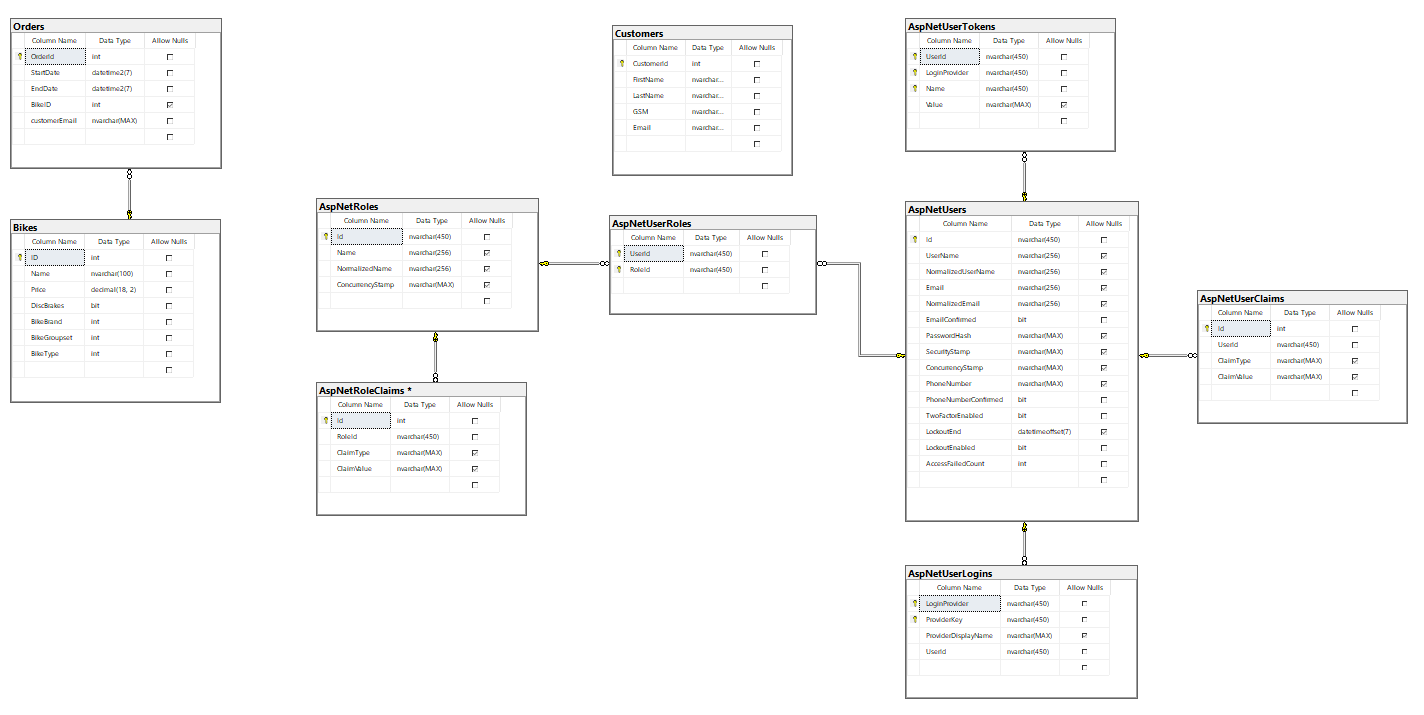 Orders
Column Name Data Type Allow Nulls
OrderId int
StartDate datetime2(7)
EndDate datetime2(7)
BikeID int
customerEmail nvarchar(MAX)
Bikes
Column Name Data Type Allow Nulls
ID int
Name nvarchar(100)
Price decimal(18, 2)
DiscBrakes bit
BikeBrand int
BikeGroupset int
BikeType int
AspNetRoles
Column Name Data Type Allow Nulls
Id nvarchar(450)
Name nvarchar(256)
NormalizedName nvarchar(256)
ConcurrencyStamp nvarchar(MAX)
AspNetRoleClaims *
Column Name Data Type Allow Nulls
Id int
RoleId nvarchar(450)
ClaimType nvarchar(MAX)
ClaimValue nvarchar(MAX)
Customers
Column Name Data Type Allow Nulls
CustomerId int
FirstName nvarchar...
LastName nvarchar...
GSM nvarchar...
Email nvarchar...
AspNetUserRoles
Column Name Data Type Allow Nulls
UserId nvarchar(450)
RoleId nvarchar(450)
AspNetUserTokens
Column Name Data Type Allow Nulls
UserId nvarchar(450)
LoginProvider nvarchar(450)
Name nvarchar(450)
Value nvarchar(MAX)
AspNetUsers
Column Name Data Type Allow Nulls
Id nvarchar(450)
UserName nvarchar(256)
NormalizedUserName nvarchar(256)
Email nvarchar(256)
NormalizedEmail nvarchar(256)
EmailConfirmed bit
PasswordHash nvarchar(MAX)
SecurityStamp nvarchar(MAX)
ConcurrencyStamp nvarchar(MAX)
PhoneNumber nvarchar(MAX)
PhoneNumberConfirmed bit
TwoFactorEnabled bit
LockoutEnd datetimeoffset(7)
LockoutEnabled bit
AccessFailedCount int
AspNetUserClaims
Column Name Data Type Allow Nulls
Id int
UserId nvarchar(450)
ClaimType nvarchar(MAX)
ClaimValue nvarchar(MAX)
AspNetUserLogins
Column Name Data Type Allow Nulls
LoginProvider nvarchar(450)
ProviderKey nvarchar(450)
ProviderDisplayName nvarchar(MAX)
UserId nvarchar(450)